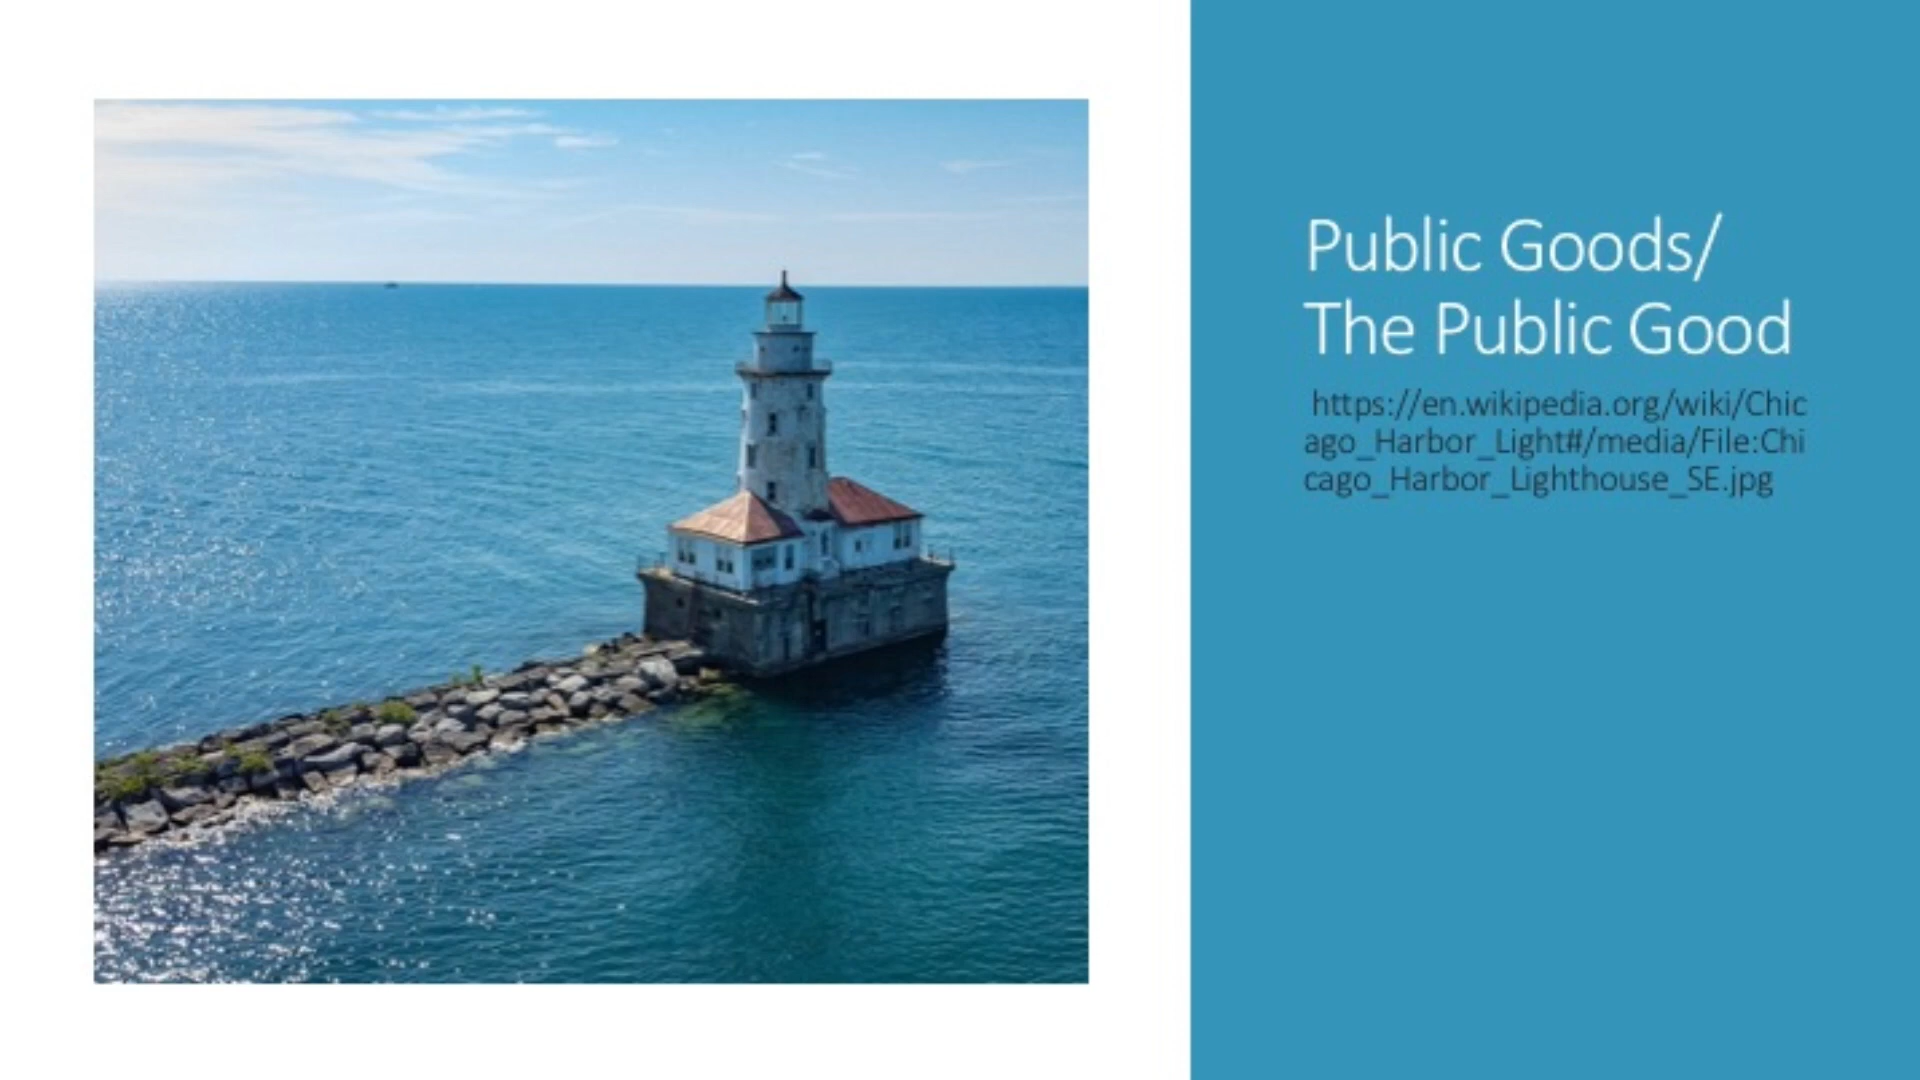 Public Goods/
The Public Good
https://en.wikipedia.org/wiki/Chic
ago_Harbor_Light#/media/File:Chi
cago_Harbor_Lighthouse_SE.jpg